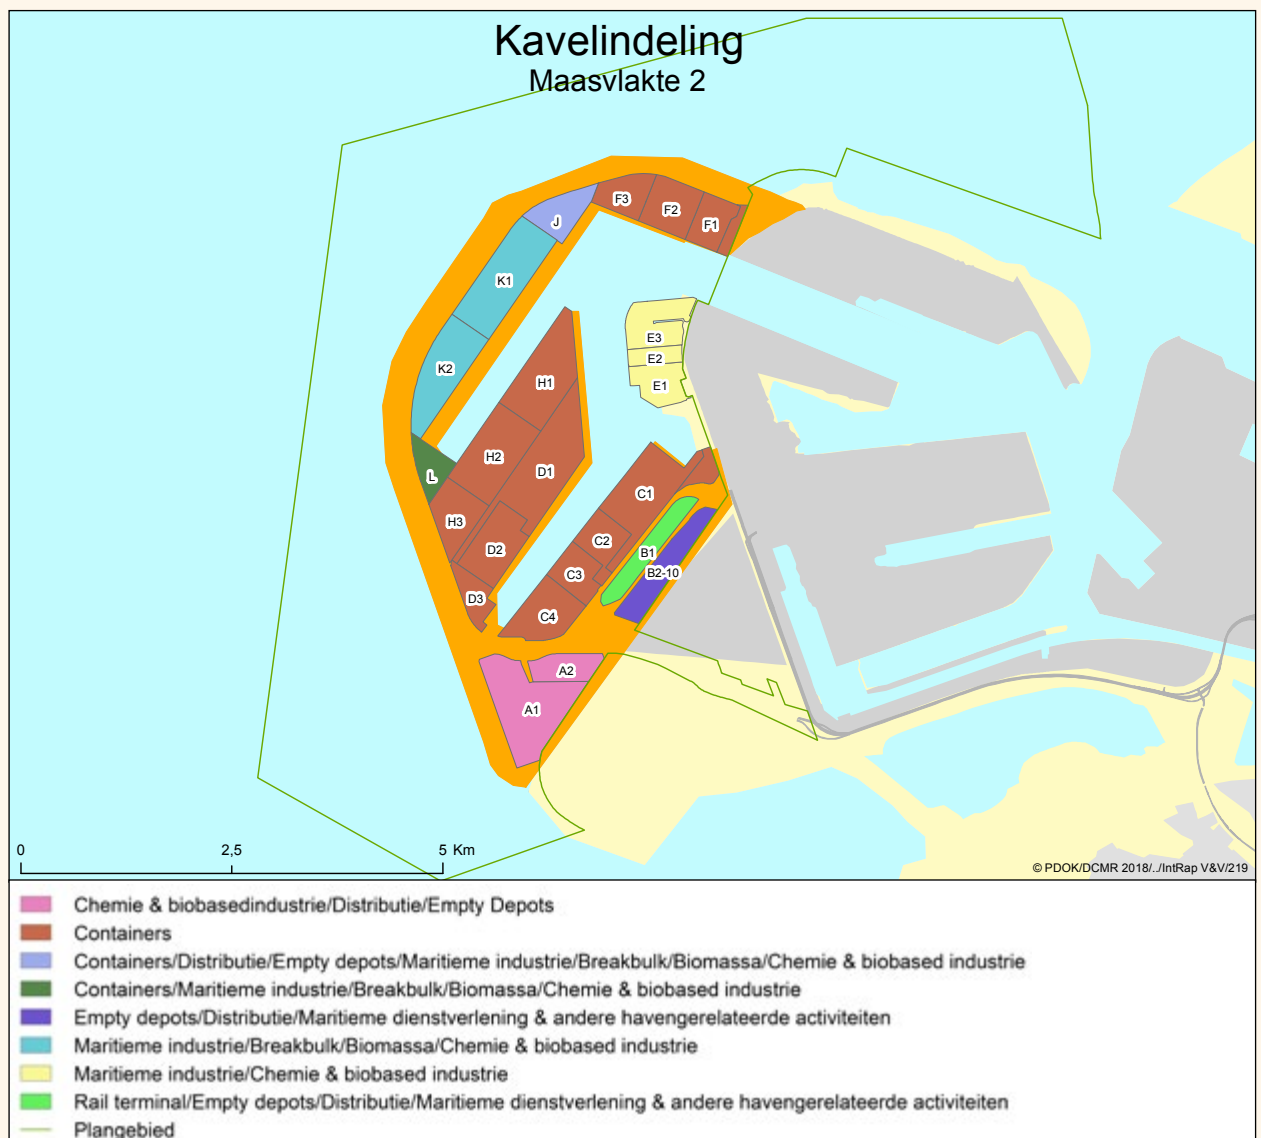 Kavelindeling
Maasvlakte 2
F3
F2
F1
J
K1
E3
E2
K2
H1
E1
H2
D1
L
C1
H3
C2
D2
B1
C3
B2-10
D3
C4
A2
A1
0 2,5 5 Km
© PDOK/DCMR 2018/../IntRap V&V/219
Chemie & biobasedindustrie/Distributie/Empty Depots
Containers
Containers/Distributie/Empty depots/Maritieme industrie/Breakbulk/Biomassa/Chemie & biobased industrie
Containers/Maritieme industrie/Breakbulk/Biomassa/Chemie & biobased industrie
Empty depots/Distributie/Maritieme dienstverlening & andere havengerelateerde activiteiten
Maritieme industrie/Breakbulk/Biomassa/Chemie & biobased industrie
Maritieme industrie/Chemie & biobased industrie
Rail terminal/Empty depots/Distributie/Maritieme dienstverlening & andere havengerelateerde activiteiten
Plangebied